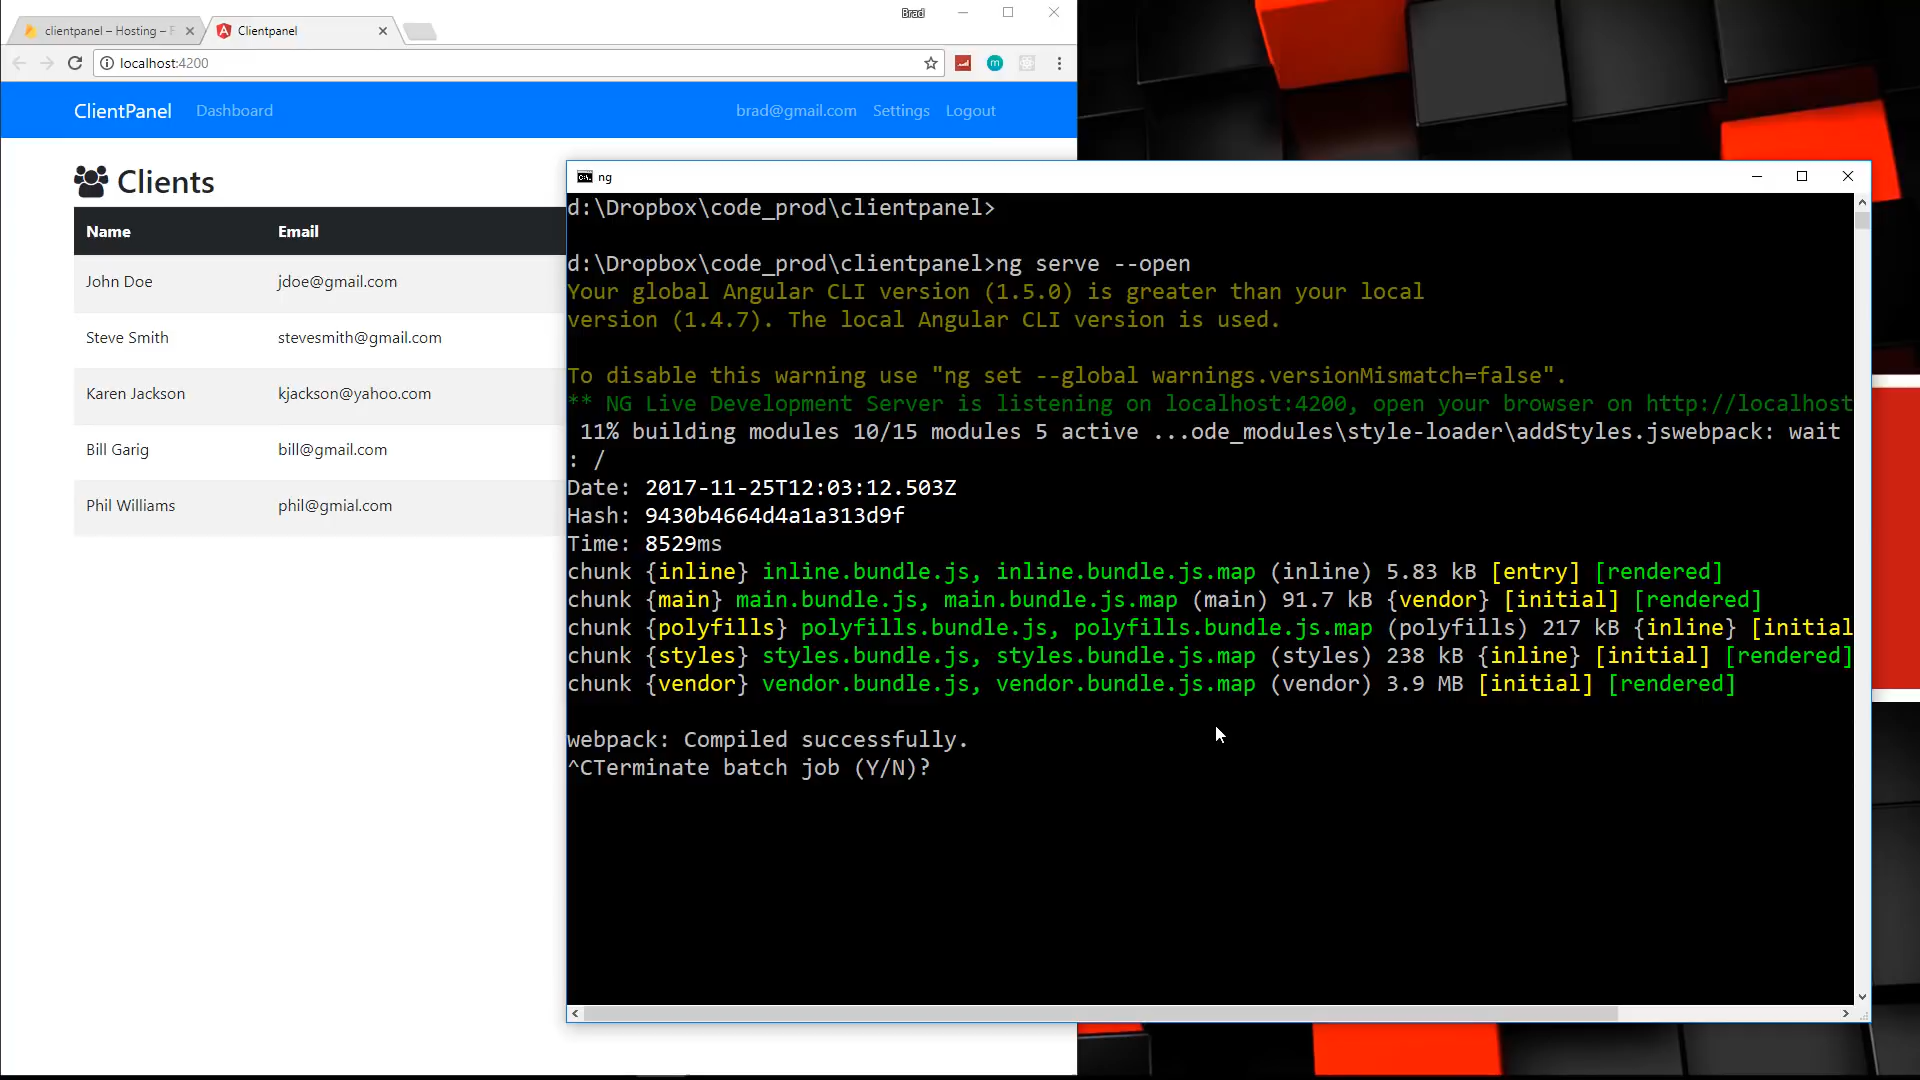 Brad
clientpanel – Hosting –
Clientpanel
localhost:4200
ClientPanel
Dashboard
brad@gmail.com
Settings
Logout
Clients
Name
Email
John Doe
jdoe@gmail.com
Steve Smith
stevesmith@gmail.com
Karen Jackson
kjackson@yahoo.com
Bill Garig
bill@gmail.com
Phil Williams
phil@gmial.com
ng
d:\Dropbox\code_prod\clientpanel>
d:\Dropbox\code_prod\clientpanel>ng serve --open
Your global Angular CLI version (1.5.0) is greater than your local
version (1.4.7). The local Angular CLI version is used.
To disable this warning use "ng set --global warnings.versionMismatch=false".
** NG Live Development Server is listening on localhost:4200, open your browser on http://localhost
11% building modules 10/15 modules 5 active ...ode_modules\style-loader\addStyles.jswebpack: wait
: /
Date: 2017-11-25T12:03:12.503Z
Hash: 9430b4664d4a1a313d9f
Time: 8529ms
chunk {inline} inline.bundle.js, inline.bundle.js.map (inline) 5.83 kB [entry] [rendered]
chunk {main} main.bundle.js, main.bundle.js.map (main) 91.7 kB {vendor} [initial] [rendered]
chunk {polyfills} polyfills.bundle.js, polyfills.bundle.js.map (polyfills) 217 kB {inline} [initial
chunk {styles} styles.bundle.js, styles.bundle.js.map (styles) 238 kB {inline} [initial] [rendered]
chunk {vendor} vendor.bundle.js, vendor.bundle.js.map (vendor) 3.9 MB [initial] [rendered]
webpack: Compiled successfully.
^CTerminate batch job (Y/N)?